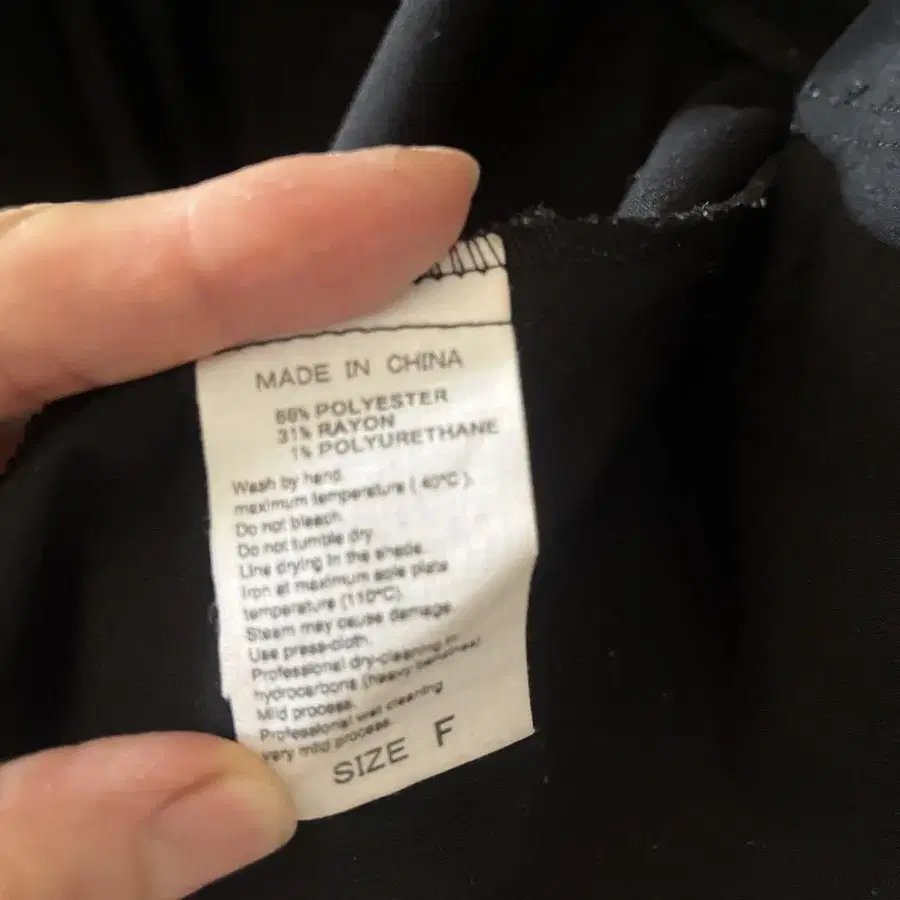 MADE IN CHINA
68% POLYESTER
31% RAYON
1% POLYURETHANE
Wash by hand.
maximum temperature ( 40°C ).
Do not bleach.
Do not tumble dry
Line drying in the shade.
Iron at maximum sole plate
temperature (110°C).
Steam may cause damage.
Use press-cloth.
Professional dry-cleaning in
hydrocarbons (heavy benzines)
Mild process.
Professional wet cleaning
very mild process.
SIZE F